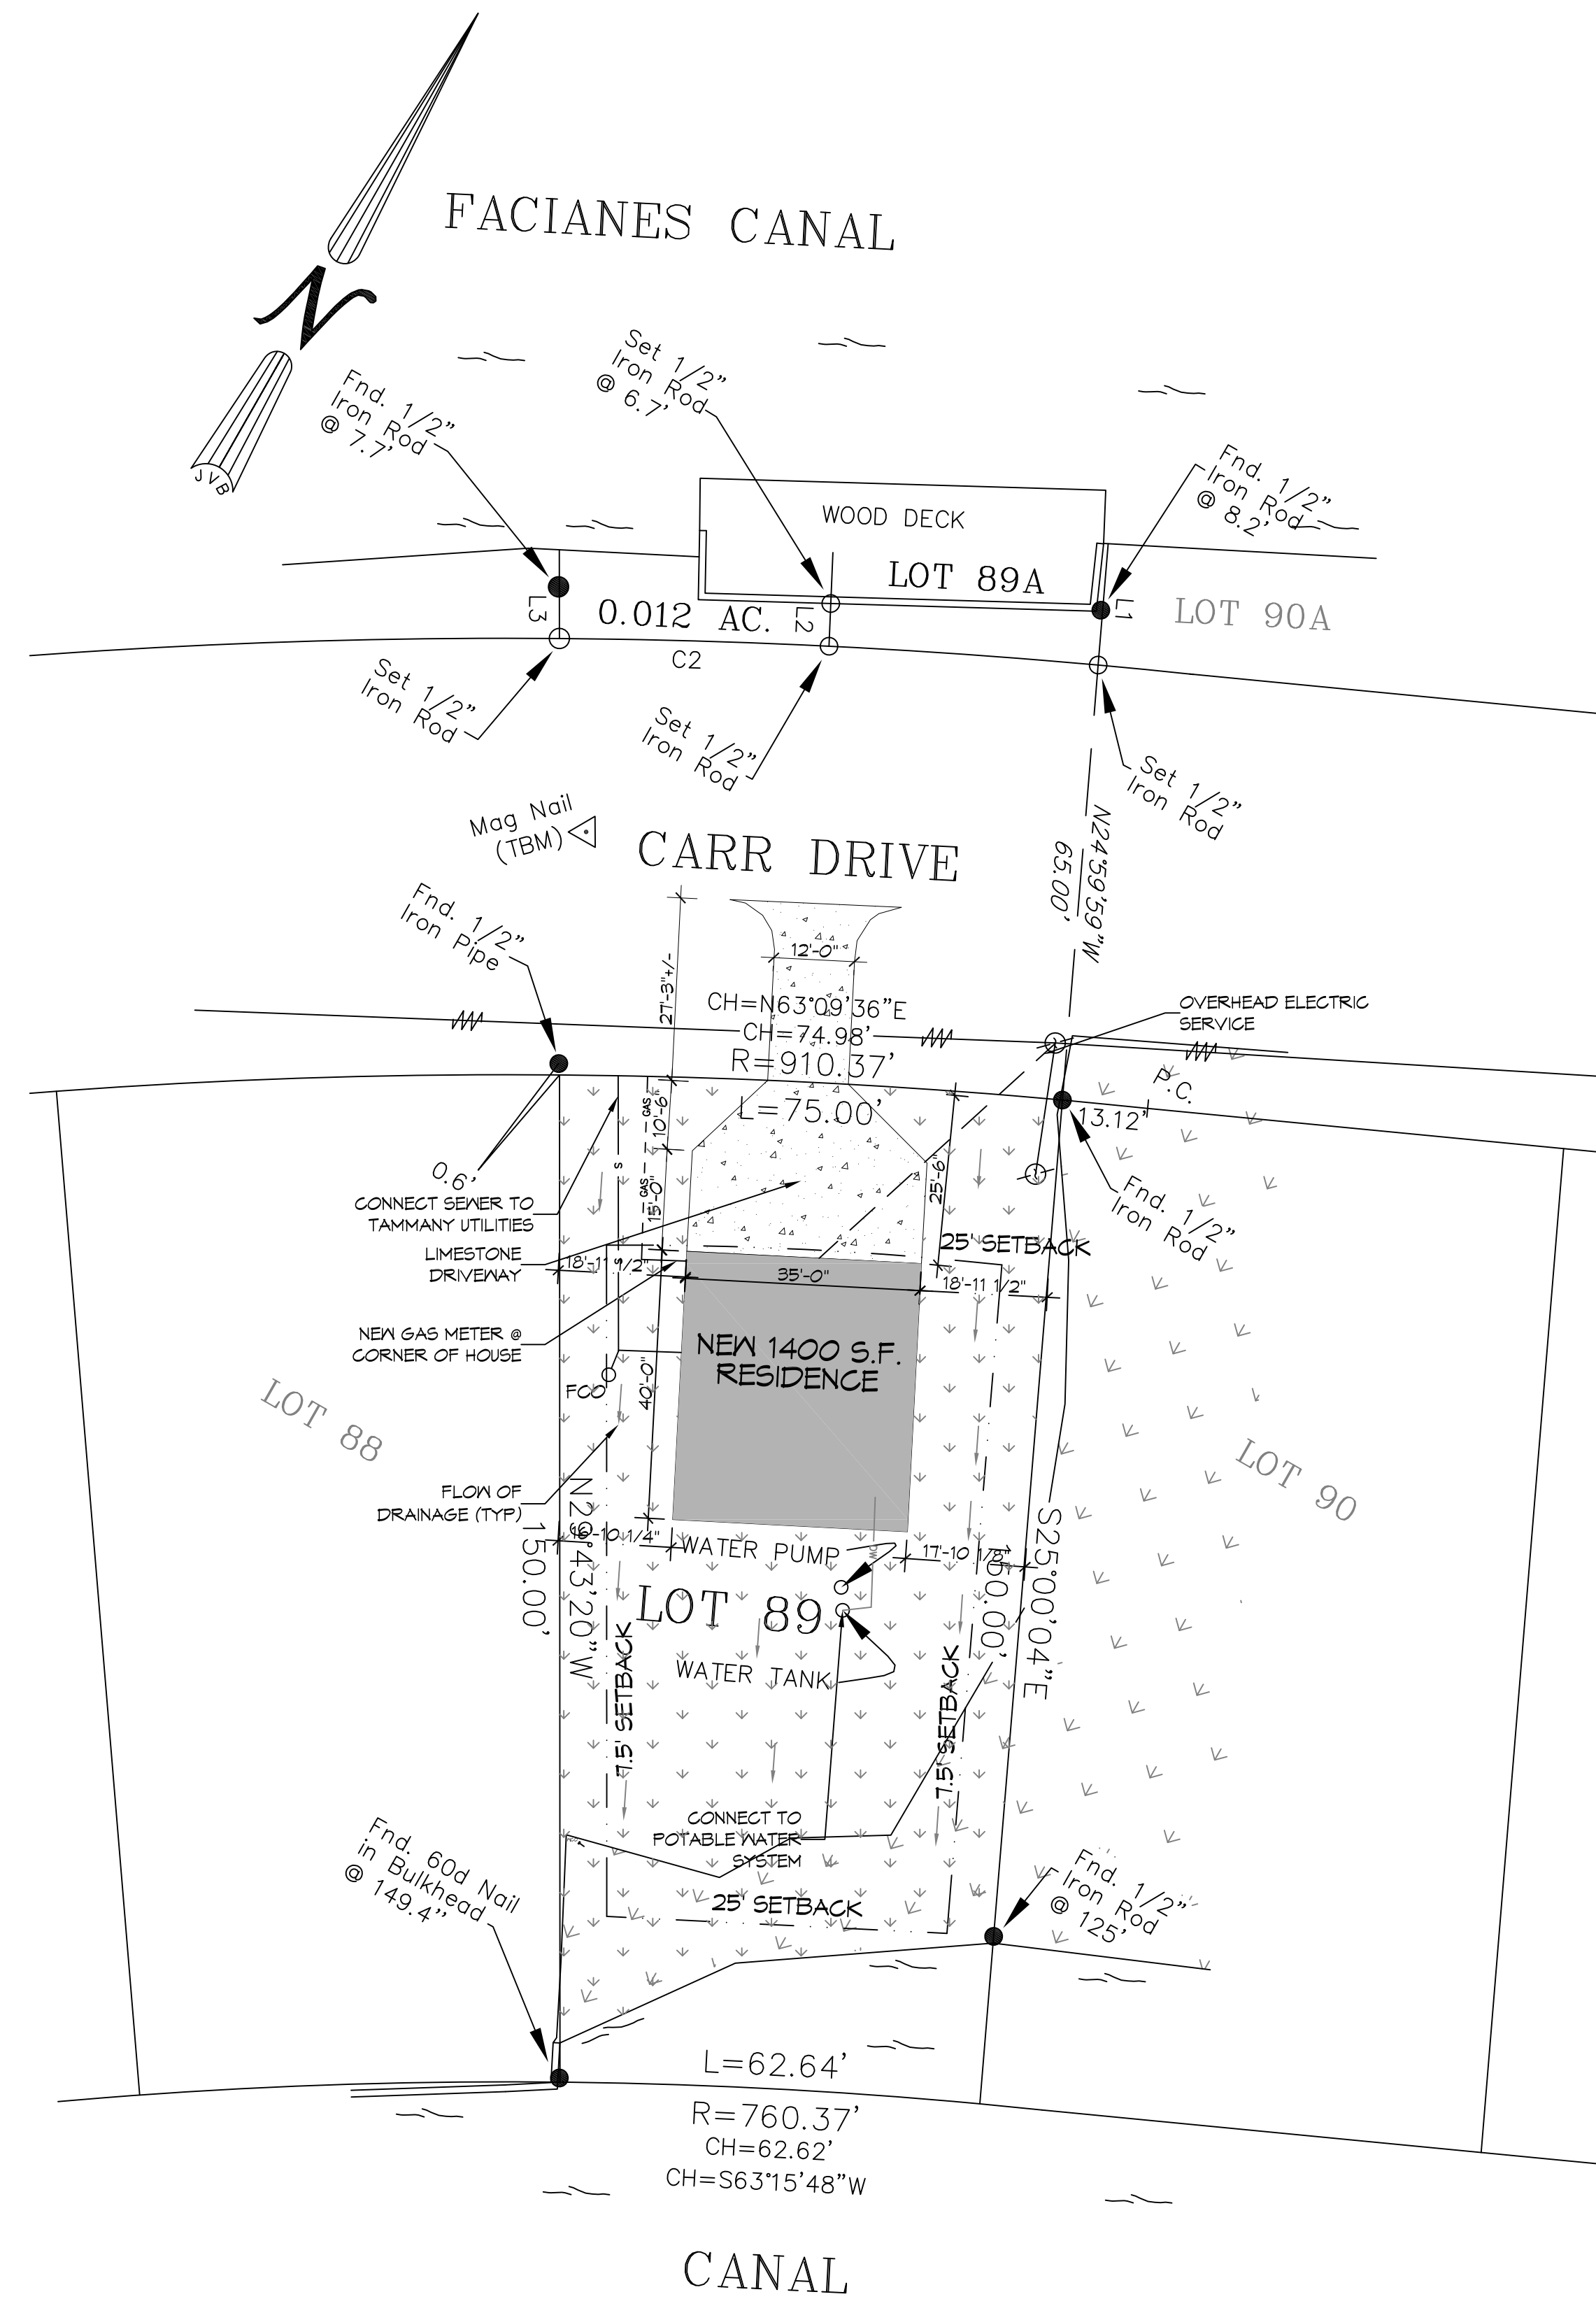 FACIANES CANAL
N
JVB
Set 1/2"
Iron Rod
@ 6.7'
Fnd. 1/2"
Iron Rod
@ 7.7'
Fnd. 1/2"
Iron Rod
@ 8.2'
WOOD DECK
LOT 89A
L3
0.012 AC.
L2
L1
LOT 90A
C2
Set 1/2"
Iron Rod
Set 1/2"
Iron Rod
Set 1/2"
Iron Rod
Mag Nail
(TBM)
CARR DRIVE
N24°59'59"W
65.00'
Fnd. 1/2"
Iron Pipe
27'-3"+/-
12'-0"
CH=N63°09'36"E
CH=74.98'
R=910.37'
L=75.00'
OVERHEAD ELECTRIC
SERVICE
P.C.
13.12'
Fnd. 1/2"
Iron Rod
0.6'
GAS
10'-6"
S
GAS
15'-0"
25'-6"
CONNECT SEWER TO
TAMMANY UTILITIES
LIMESTONE
DRIVEWAY
25' SETBACK
18'-11 1/2"
35'-0"
18'-11 1/2"
NEW GAS METER @
CORNER OF HOUSE
NEW 1400 S.F.
RESIDENCE
FCO
40'-0"
LOT 88
LOT 90
FLOW OF
DRAINAGE (TYP)
N29°43'20"W
150.00'
16'-10 1/4"
WATER PUMP
17'-10 1/8"
S25°00'04"E
150.00'
LOT 89
WATER TANK
7.5' SETBACK
7.5' SETBACK
CONNECT TO
POTABLE WATER
SYSTEM
25' SETBACK
Fnd. 60d Nail
in Bulkhead
@ 149.4"
Fnd. 1/2"
Iron Rod
@ 125'
L=62.64'
R=760.37'
CH=62.62'
CH=S63°15'48"W
CANAL